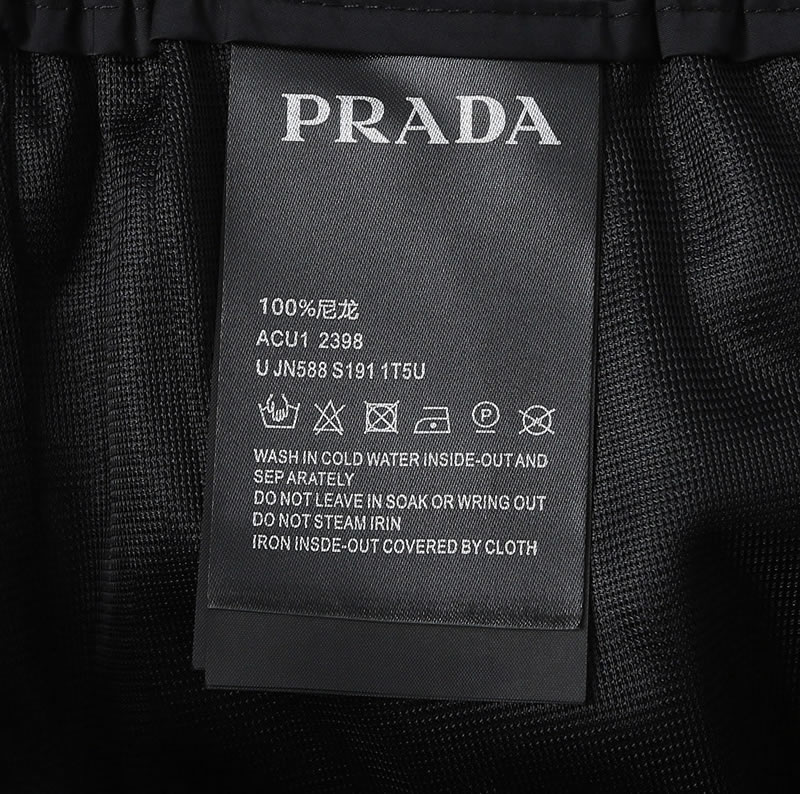 PRADA
100%尼龙
ACU1 2398
U JN588 S191 1T5U
P
WASH IN COLD WATER INSIDE-OUT AND
SEP ARATELY
DO NOT LEAVE IN SOAK OR WRING OUT
DO NOT STEAM IRIN
IRON INSDE-OUT COVERED BY CLOTH